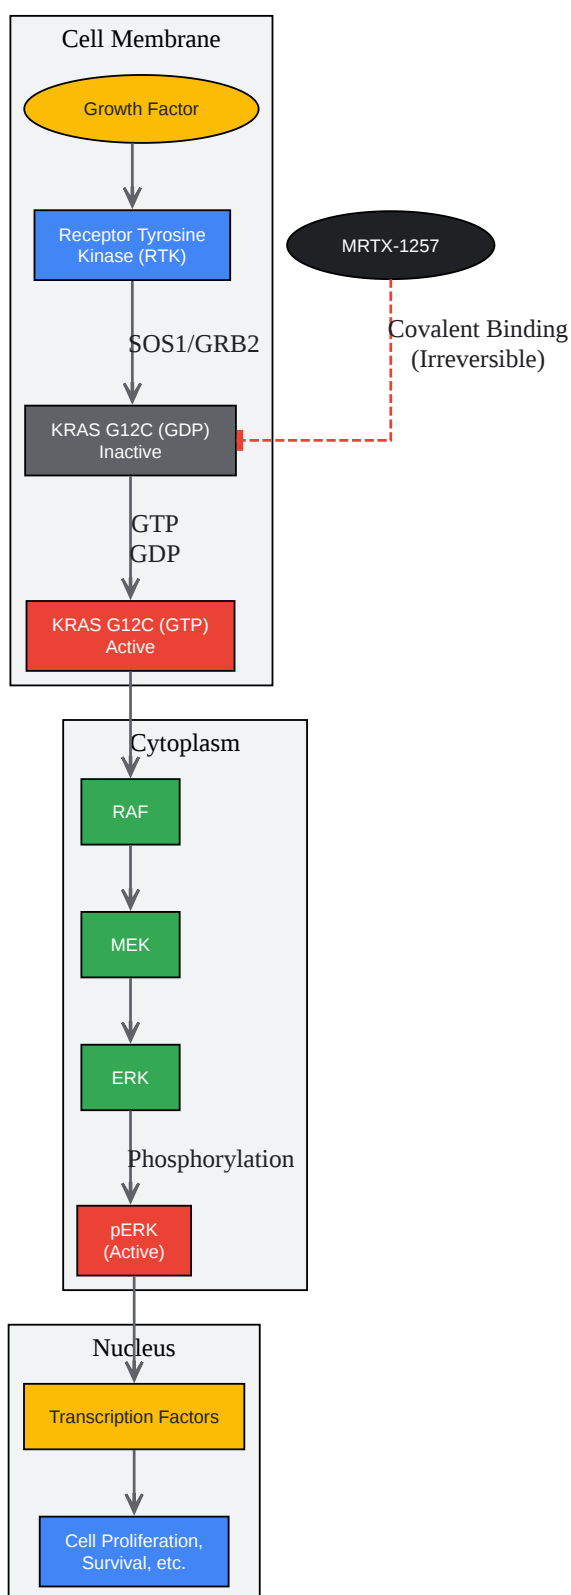 Cell Membrane
Growth Factor
Receptor Tyrosine
Kinase (RTK)
MRTX-1257
SOS1/GRB2
Covalent Binding
(Irreversible)
KRAS G12C (GDP)
Inactive
GTP
GDP
KRAS G12C (GTP)
Active
Cytoplasm
RAF
MEK
ERK
Phosphorylation
pERK
(Active)
Nucleus
Transcription Factors
Cell Proliferation,
Survival, etc.